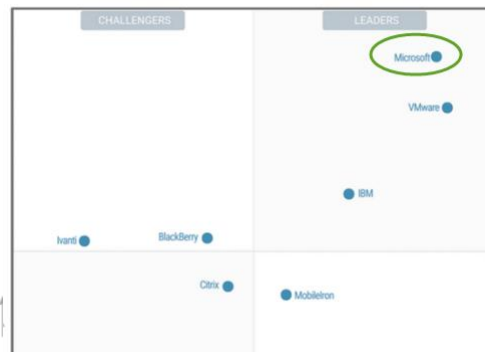 CHALLENGERS
LEADERS
Microsoft
VMware
IBM
Ivanti
BlackBerry
Citrix
MobileIron